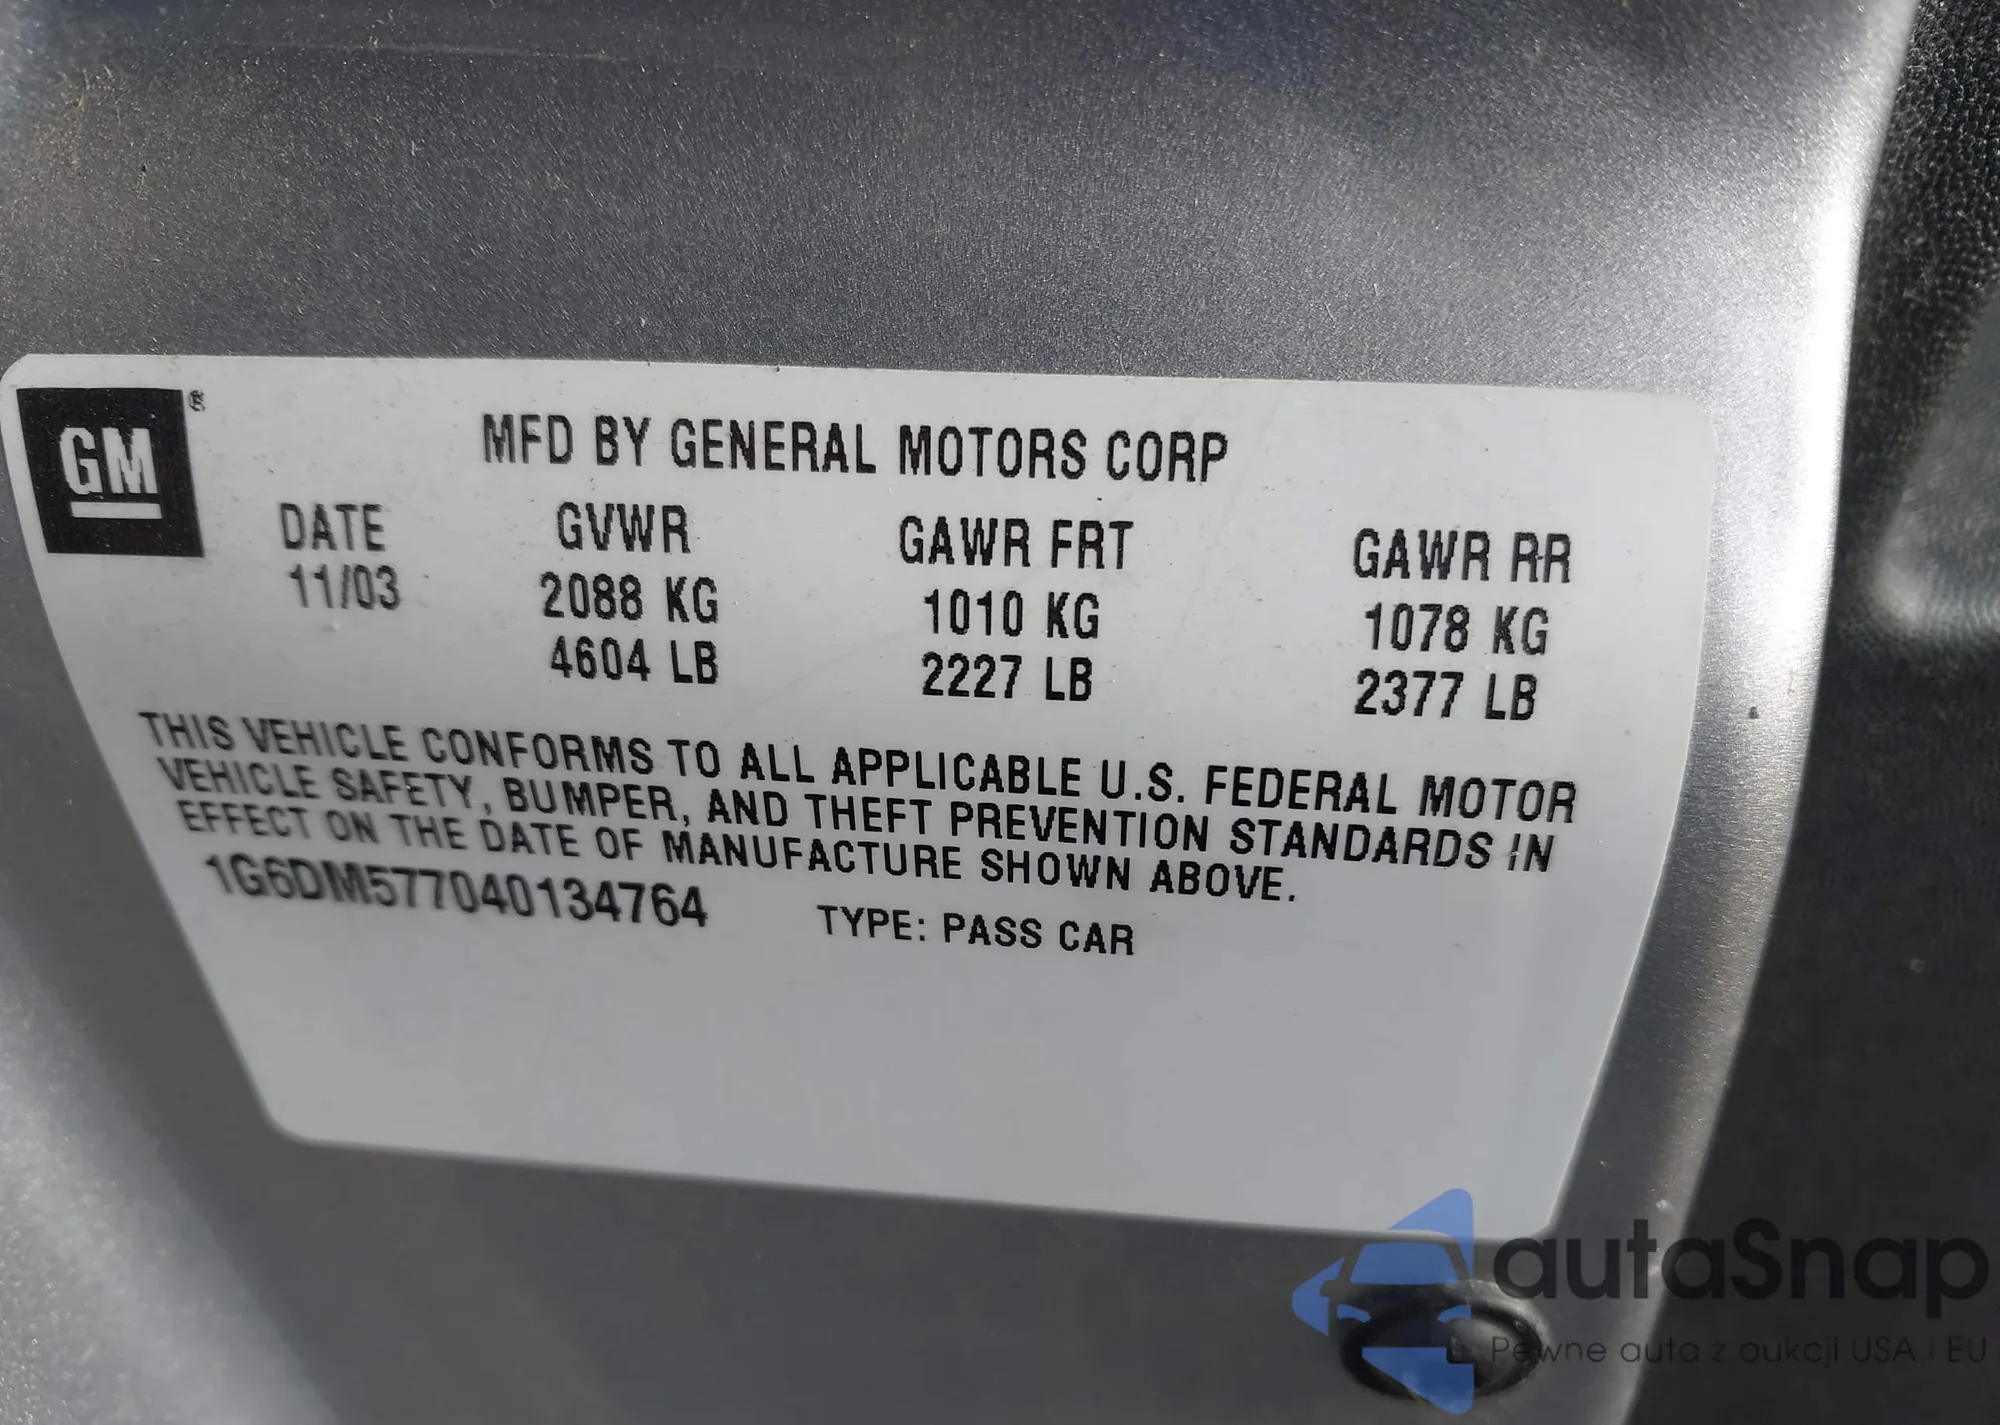 GM ®
MFD BY GENERAL MOTORS CORP
DATE GVWR GAWR FRT GAWR RR
11/03 2088 KG 1010 KG 1078 KG
4604 LB 2227 LB 2377 LB
THIS VEHICLE CONFORMS TO ALL APPLICABLE U.S. FEDERAL MOTOR
VEHICLE SAFETY, BUMPER, AND THEFT PREVENTION STANDARDS IN
EFFECT ON THE DATE OF MANUFACTURE SHOWN ABOVE.
1G6DM577040134764 TYPE: PASS CAR
autaSnap
Pewne auta z aukcji USA i EU